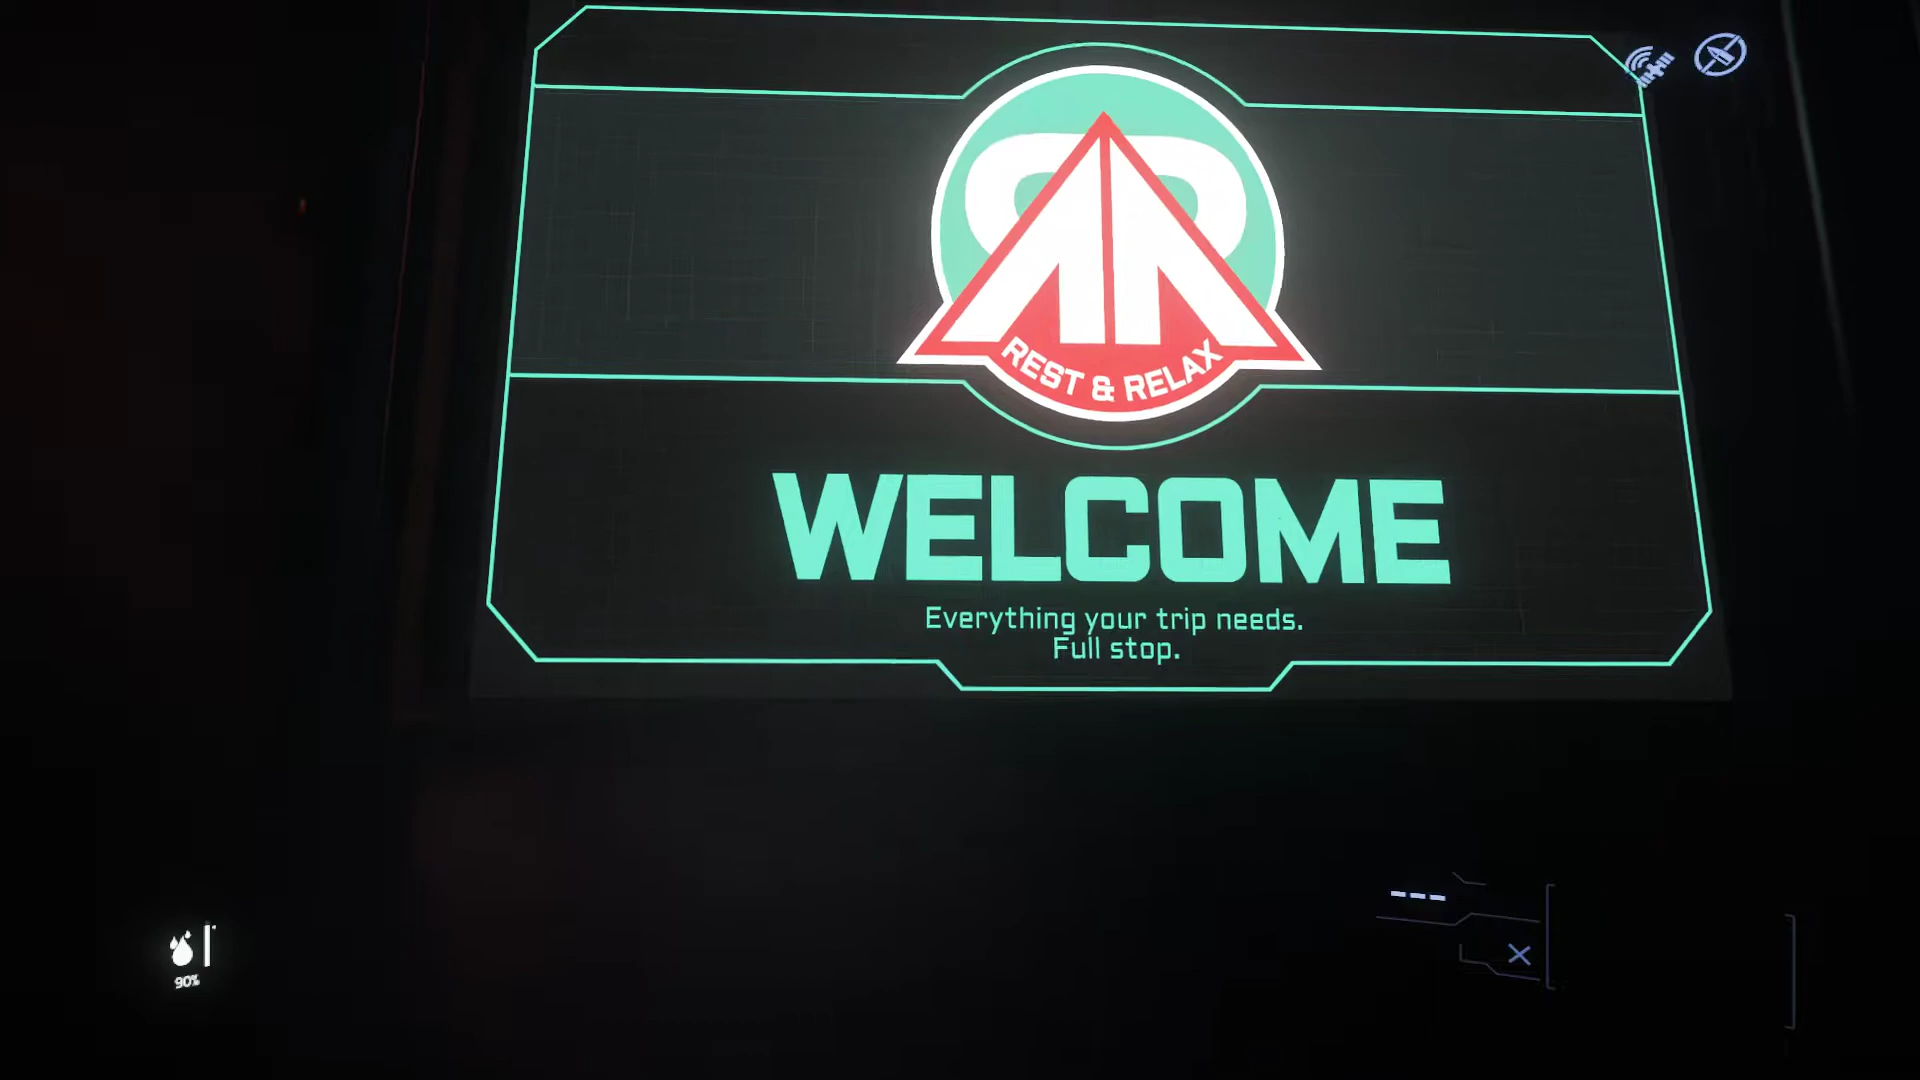 REST & RELAX
WELCOME
Everything your trip needs.
Full stop.
90%